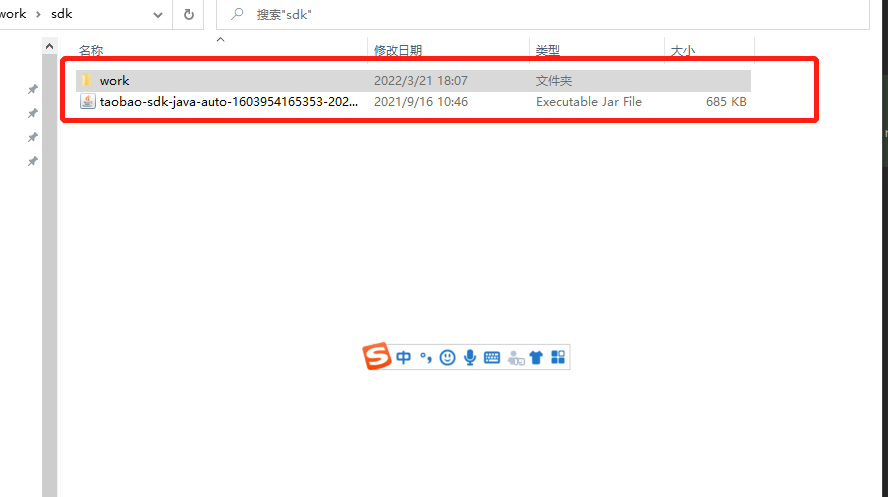 work › sdk
搜索"sdk"
名称 修改日期 类型 大小
work 2022/3/21 18:07 文件夹
taobao-sdk-java-auto-1603954165353-202... 2021/9/16 10:46 Executable Jar File 685 KB
S 中 °,